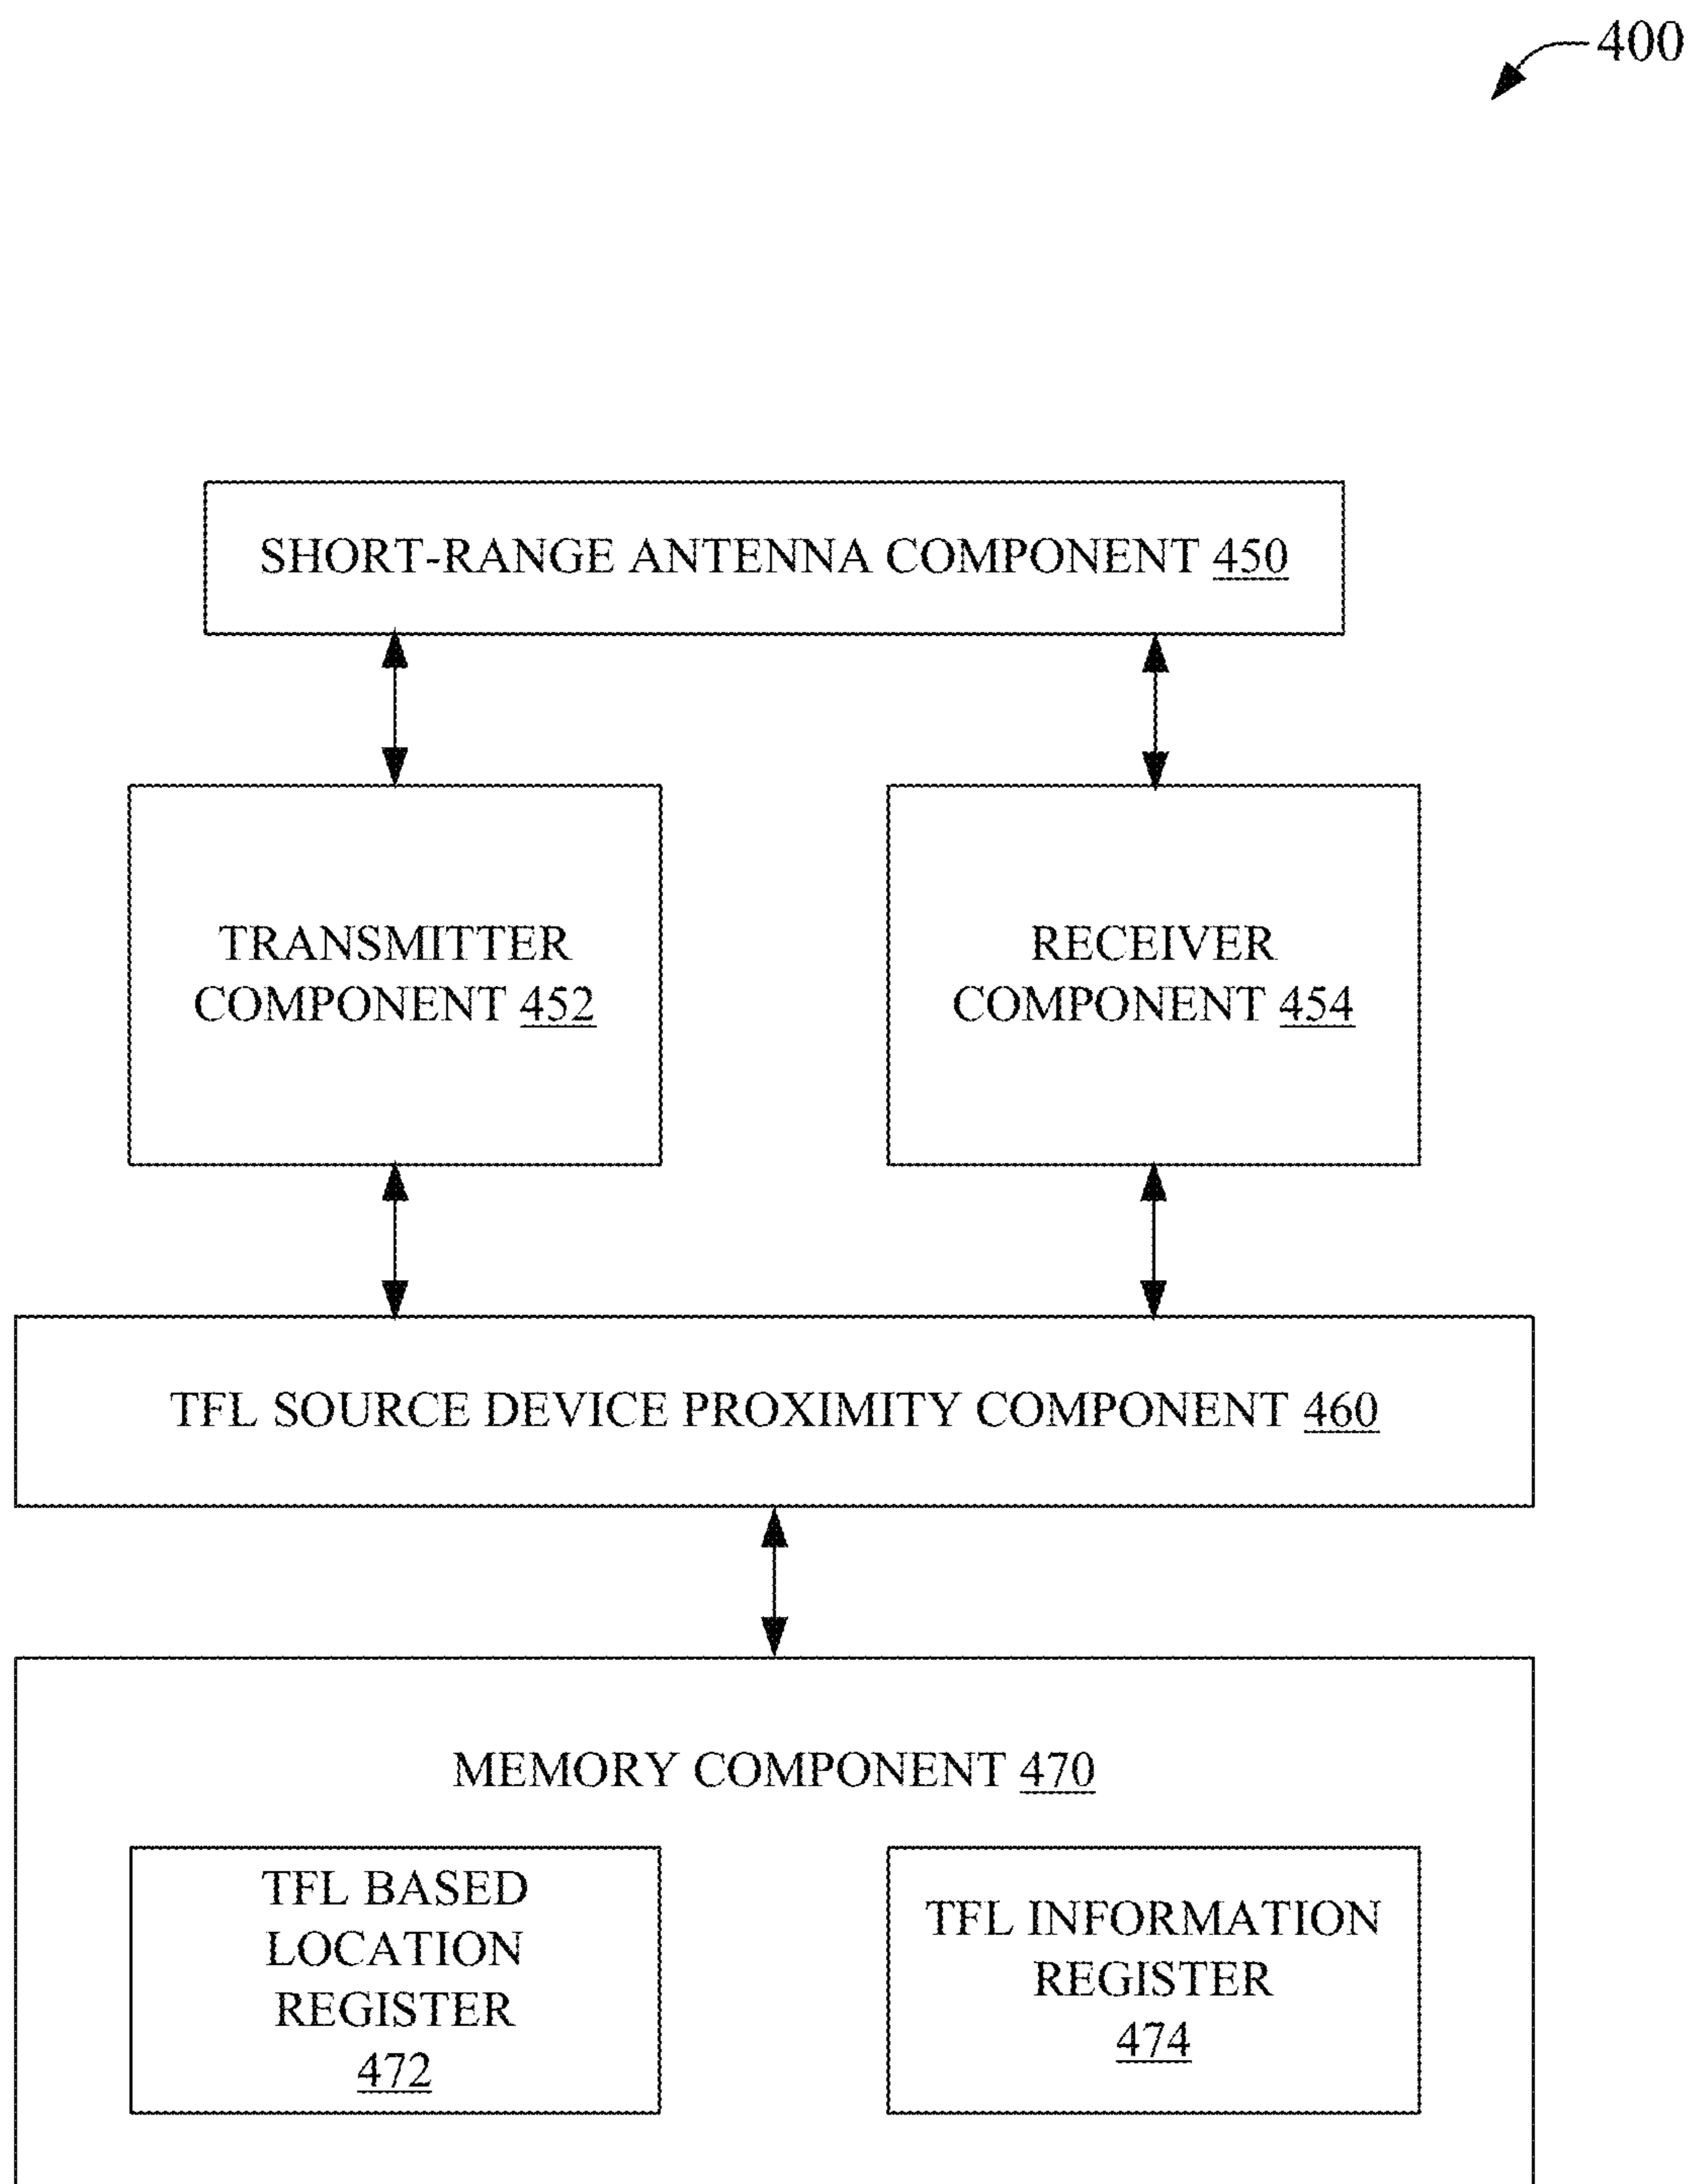 400
SHORT-RANGE ANTENNA COMPONENT 450
TRANSMITTER
COMPONENT 452
RECEIVER
COMPONENT 454
TFL SOURCE DEVICE PROXIMITY COMPONENT 460
MEMORY COMPONENT 470
TFL BASED
LOCATION
REGISTER
472
TFL INFORMATION
REGISTER
474